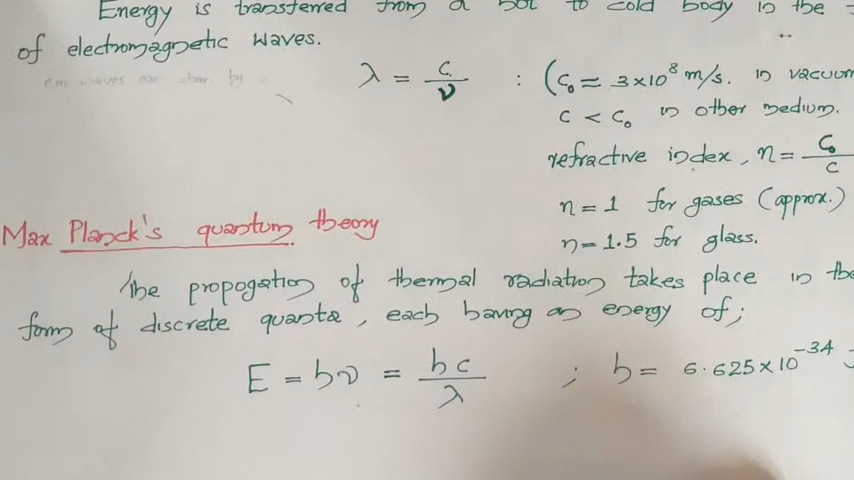 Energy is transferred from a hot to cold body in the
of electromagnetic waves.
λ = c/ν : (c₀ = 3×10⁸ m/s. in vacuum
c < c₀ in other medium.
refractive index, n = c₀/c
n = 1 for gases (approx.)
n = 1.5 for glass.
Max Planck's quantum theory
The propogation of thermal radiation takes place in the
form of discrete quanta, each having an energy of;
E = hν = hc/λ ; h = 6.625×10⁻³⁴ J